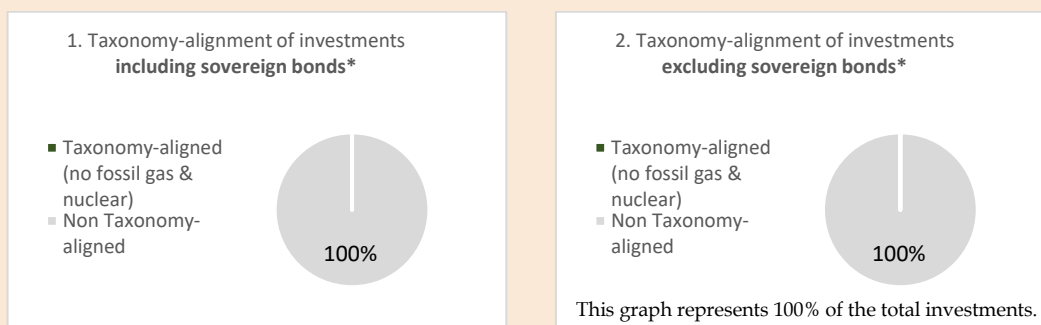 1. Taxonomy-alignment of investments
including sovereign bonds*
Taxonomy-aligned
(no fossil gas &
nuclear)
Non Taxonomy-
aligned
100%
2. Taxonomy-alignment of investments
excluding sovereign bonds*
Taxonomy-aligned
(no fossil gas &
nuclear)
Non Taxonomy-
aligned
100%
This graph represents 100% of the total investments.